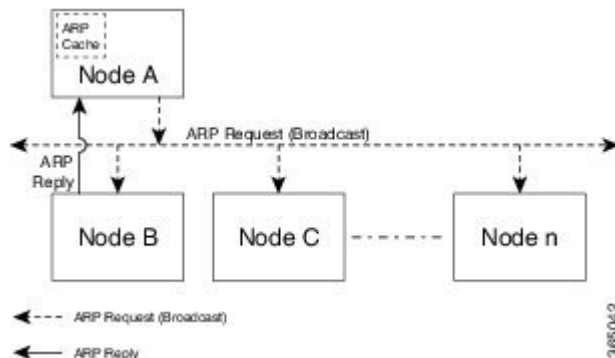 ARP
Cache
Node A
ARP Request (Broadcast)
ARP
Reply
Node B
Node C
Node n
ARP Request (Broadcast)
ARP Reply